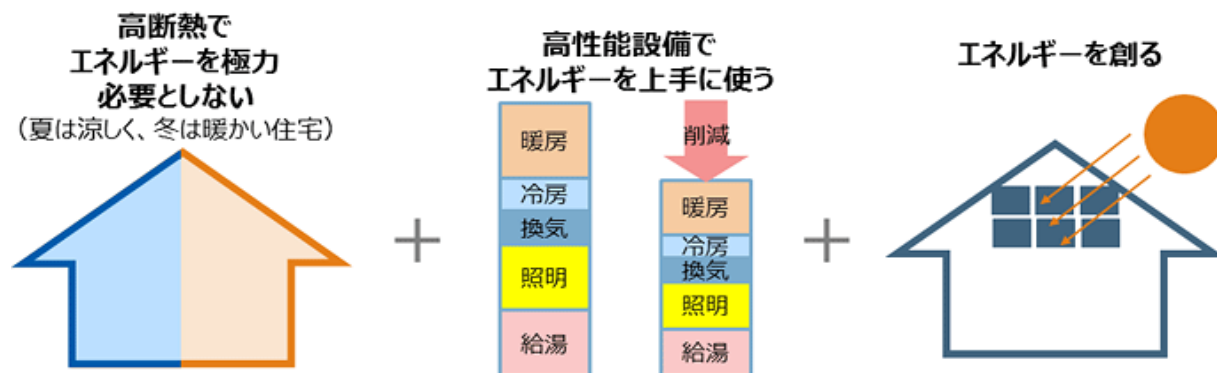 高断熱で
エネルギーを極力
必要としない
（夏は涼しく、冬は暖かい住宅）
高性能設備で
エネルギーを上手に使う
暖房
冷房
換気
照明
給湯
削減
暖房
冷房
換気
照明
給湯
エネルギーを創る